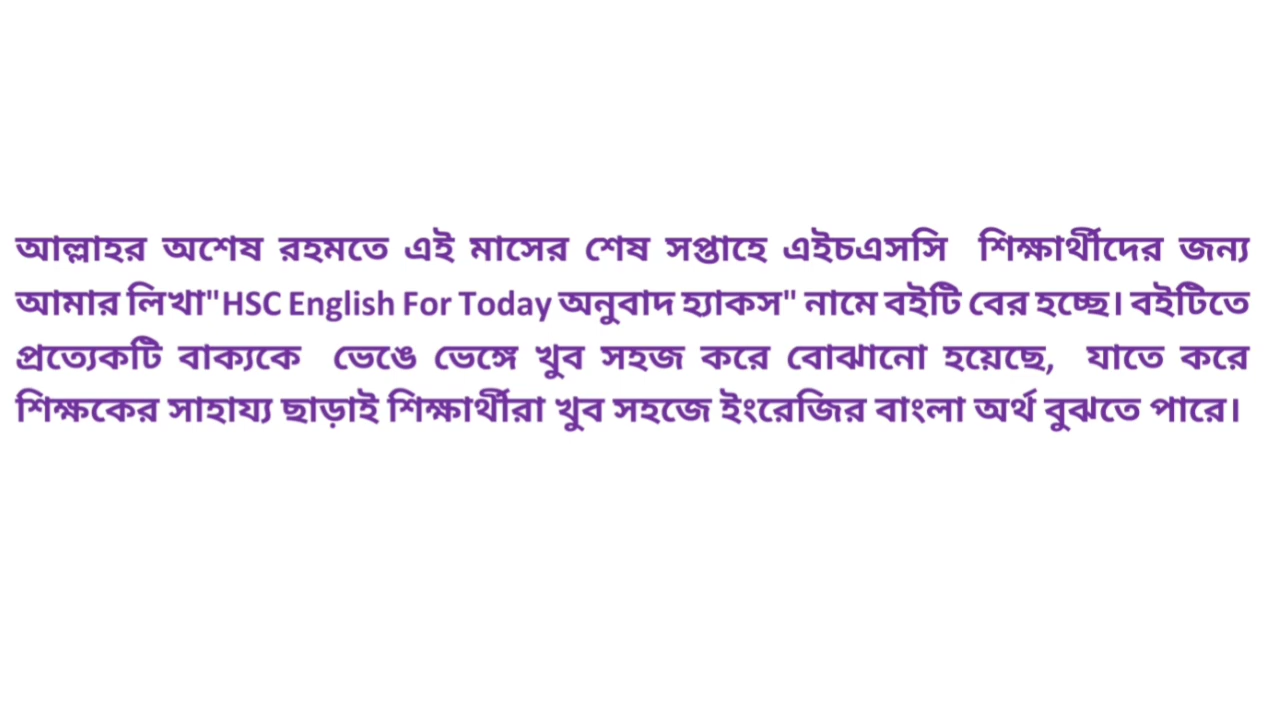 আল্লাহর অশেষ রহমতে এই মাসের শেষ সপ্তাহে এইচএসসি শিক্ষার্থীদের জন্য
আমার লিখা"HSC English For Today অনুবাদ হ্যাকস" নামে বইটি বের হচ্ছে। বইটিতে
প্রত্যেকটি বাক্যকে ভেঙে ভেঙ্গে খুব সহজ করে বোঝানো হয়েছে, যাতে করে
শিক্ষকের সাহায্য ছাড়াই শিক্ষার্থীরা খুব সহজে ইংরেজির বাংলা অর্থ বুঝতে পারে।